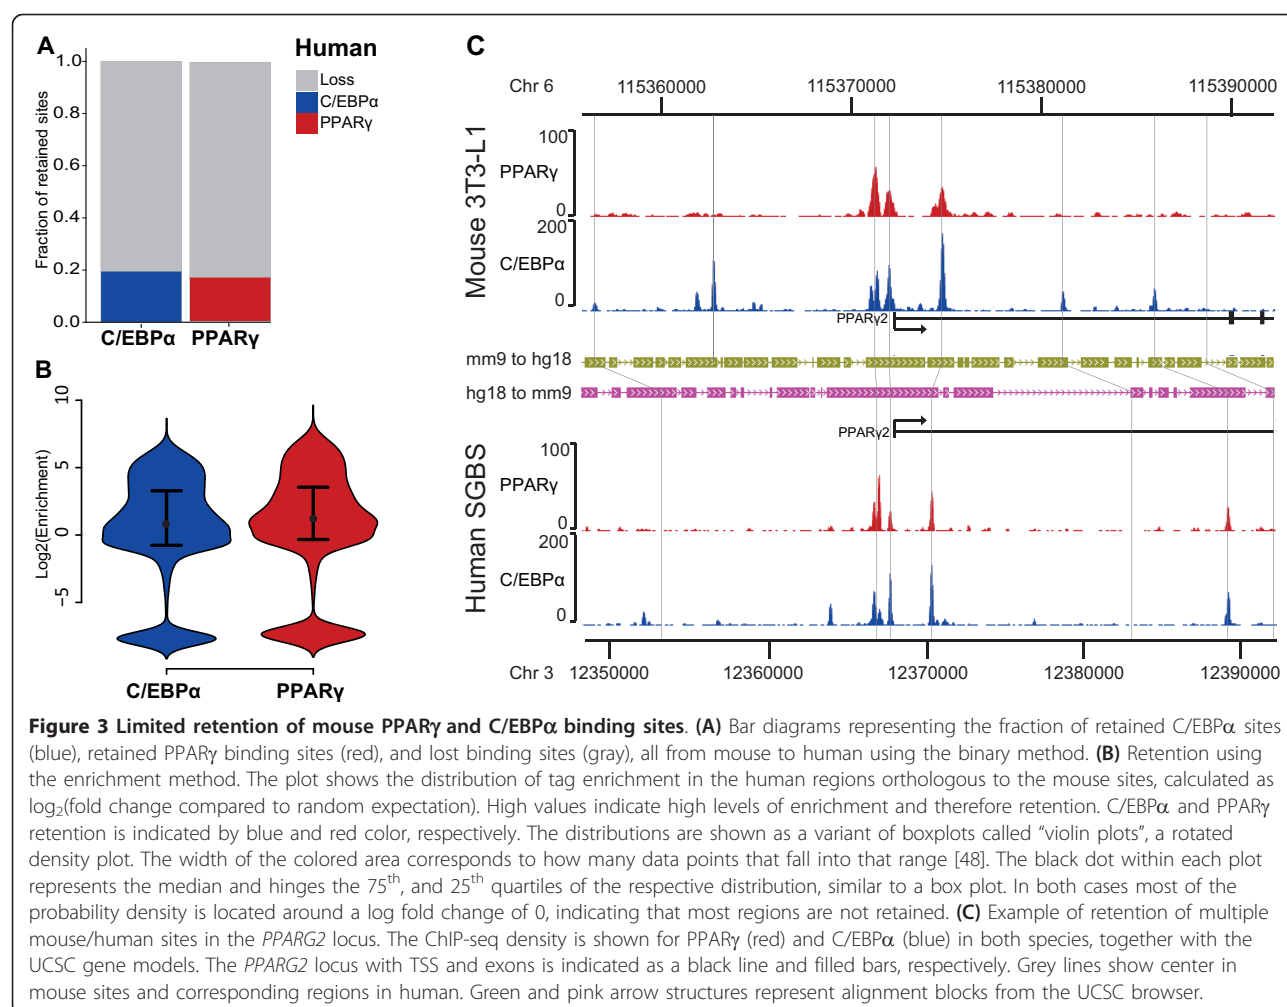 A
Human
Loss
C/EBPα
PPARγ
Fraction of retained sites
1.0
0.8
0.6
0.4
0.2
0.0
C/EBPα PPARγ
B
Log2(Enrichment)
10
5
0
−5
C/EBPα PPARγ
C
Chr 6 115360000 115370000 115380000 115390000
Mouse 3T3-L1
100
PPARγ
0
200
C/EBPα
0
PPARγ2
mm9 to hg18
hg18 to mm9
PPARγ2
Human SGBS
100
PPARγ
0
200
C/EBPα
0
Chr 3 12350000 12360000 12370000 12380000 12390000
Figure 3 Limited retention of mouse PPARγ and C/EBPα binding sites. (A) Bar diagrams representing the fraction of retained C/EBPα sites
(blue), retained PPARγ binding sites (red), and lost binding sites (gray), all from mouse to human using the binary method. (B) Retention using
the enrichment method. The plot shows the distribution of tag enrichment in the human regions orthologous to the mouse sites, calculated as
log2(fold change compared to random expectation). High values indicate high levels of enrichment and therefore retention. C/EBPα and PPARγ
retention is indicated by blue and red color, respectively. The distributions are shown as a variant of boxplots called “violin plots”, a rotated
density plot. The width of the colored area corresponds to how many data points that fall into that range [48]. The black dot within each plot
represents the median and hinges the 75th, and 25th quartiles of the respective distribution, similar to a box plot. In both cases most of the
probability density is located around a log fold change of 0, indicating that most regions are not retained. (C) Example of retention of multiple
mouse/human sites in the PPARG2 locus. The ChIP-seq density is shown for PPARγ (red) and C/EBPα (blue) in both species, together with the
UCSC gene models. The PPARG2 locus with TSS and exons is indicated as a black line and filled bars, respectively. Grey lines show center in
mouse sites and corresponding regions in human. Green and pink arrow structures represent alignment blocks from the UCSC browser.